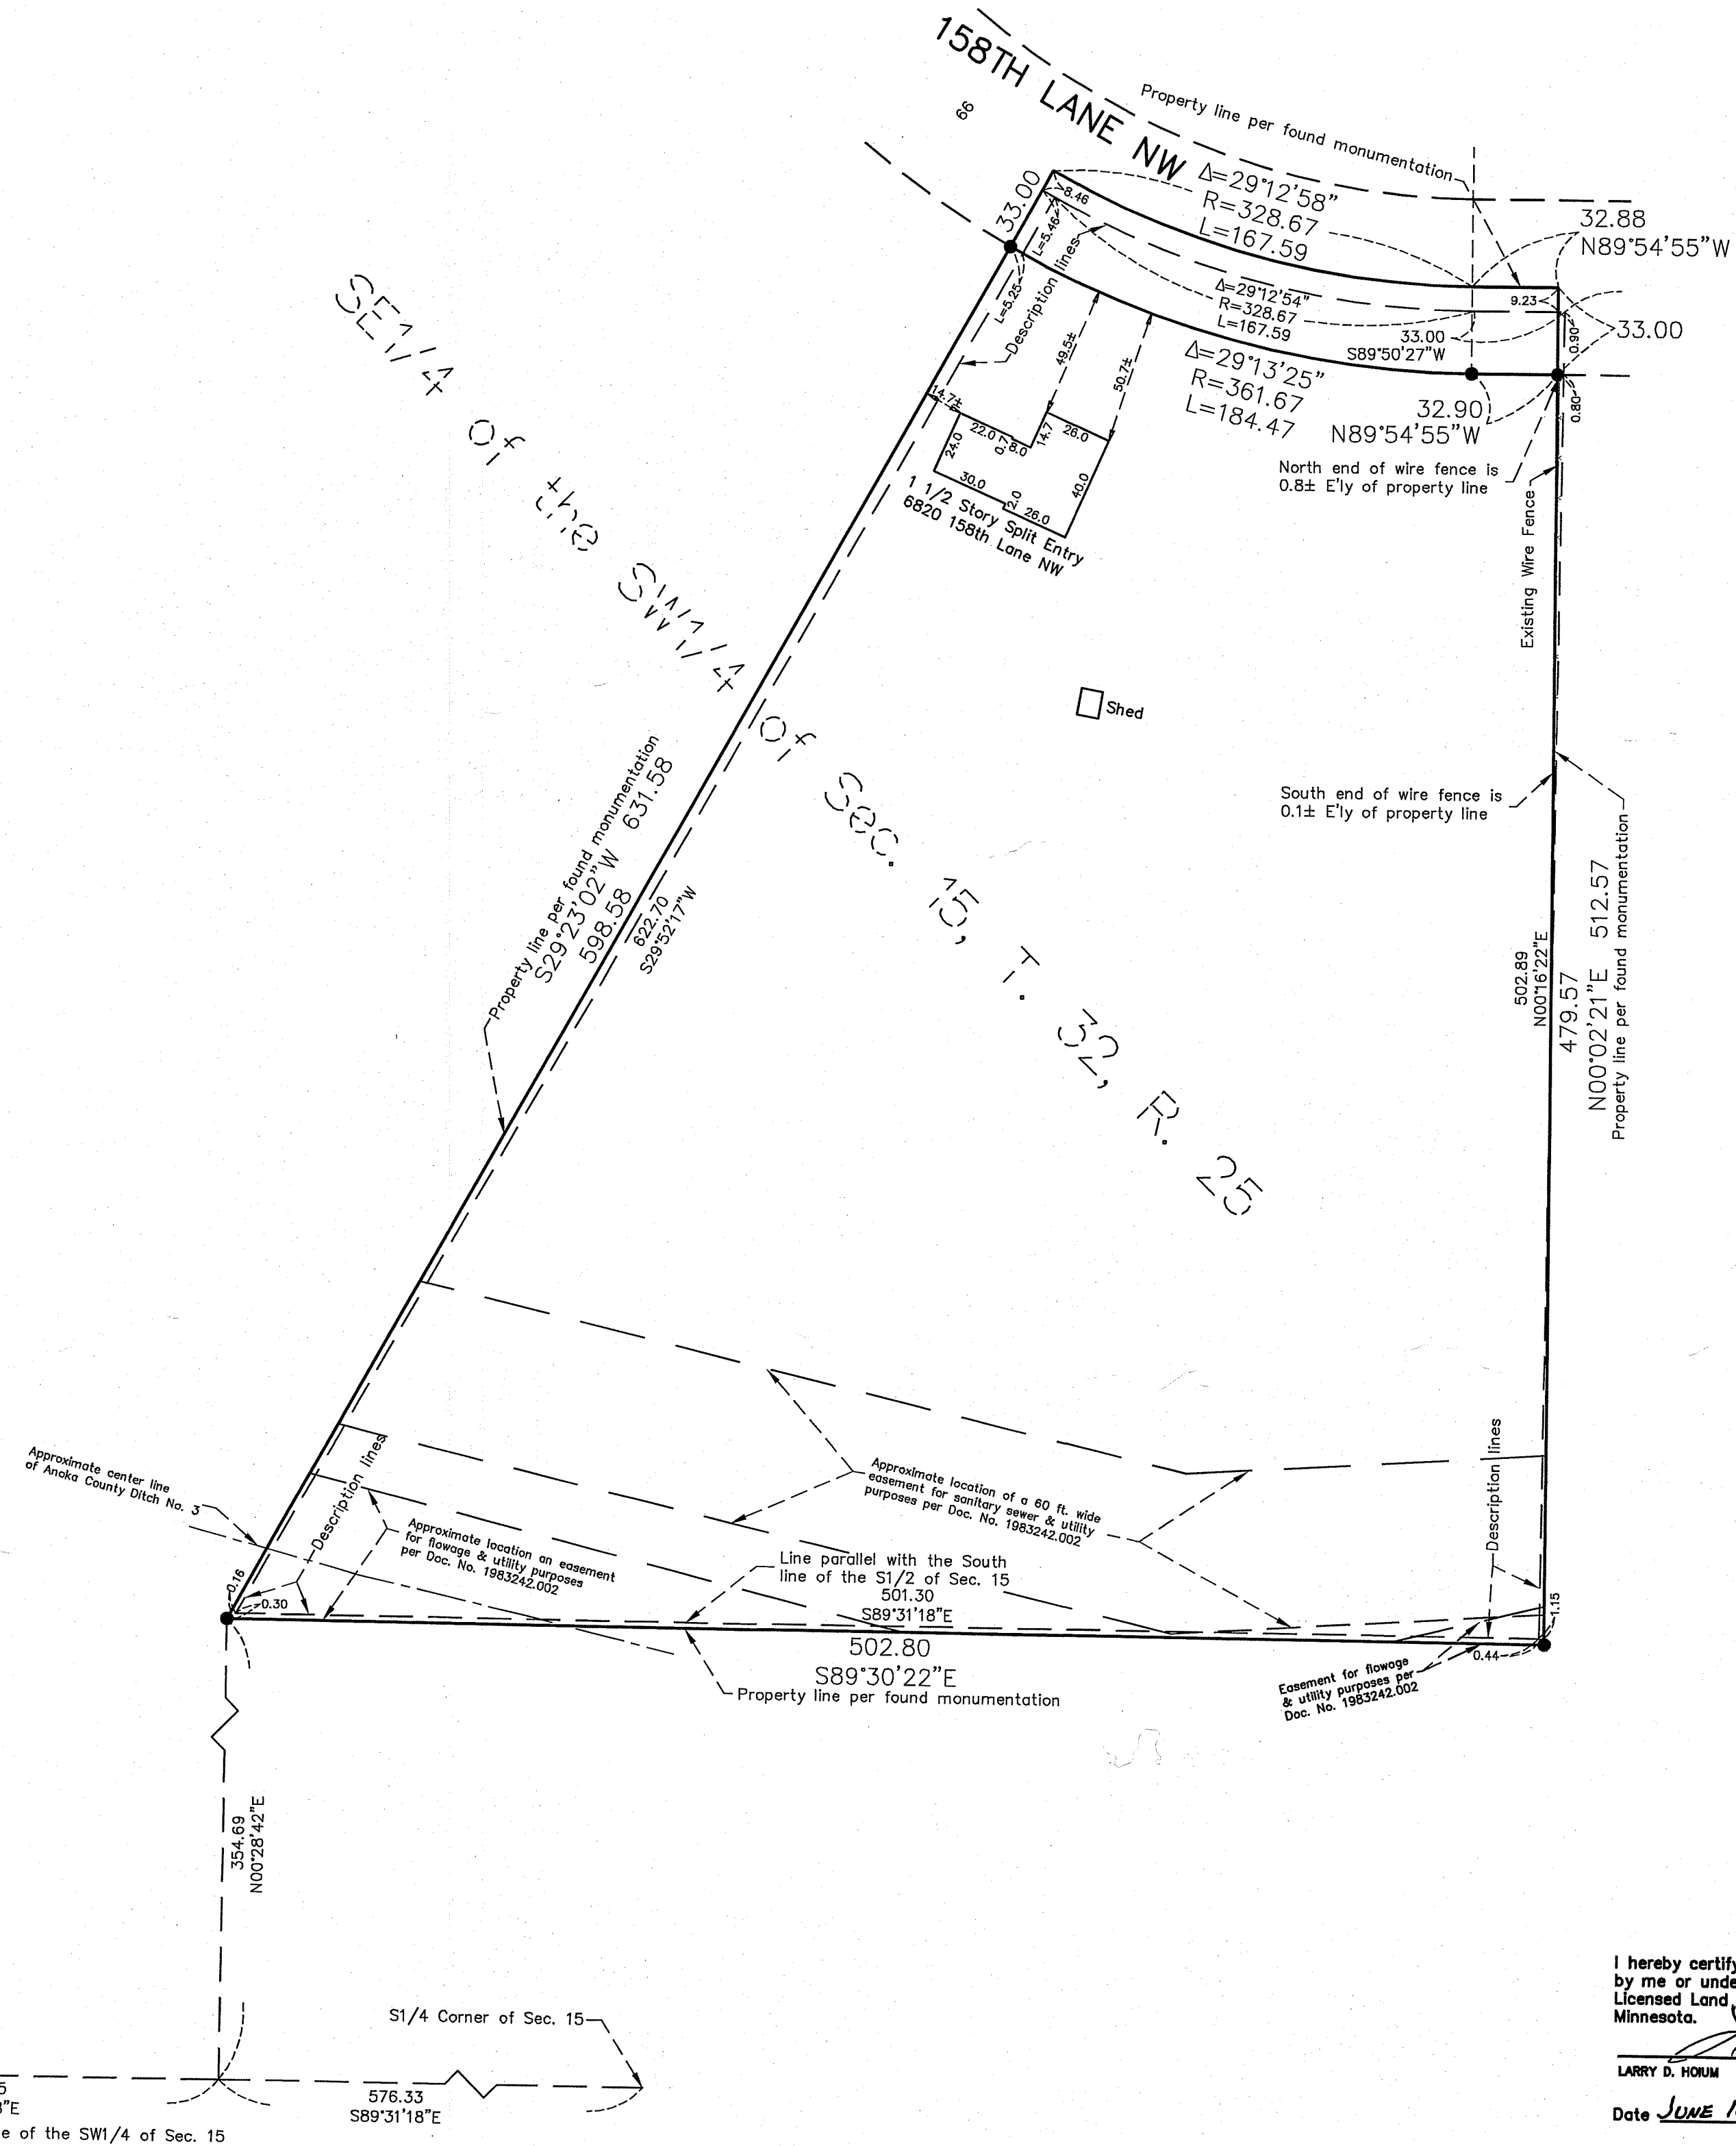 158TH LANE NW
66
Property line per found monumentation
33.00
8.46
L=5.46
L=5.25
Description lines
Δ=29°12'58"
R=328.67
L=167.59
32.88
N89°54'55"W
Δ=29°12'54"
R=328.67
L=167.59
9.23
33.00
S89°50'27"W
0.90
33.00
Δ=29°13'25"
R=361.67
L=184.47
32.90
N89°54'55"W
0.80
49.5±
50.7±
14.7±
22.0
0.7
8.0
14.7
26.0
24.0
30.0
2.0
26.0
40.0
1 1/2 Story Split Entry
6820 158th Lane NW
North end of wire fence is
0.8± E'ly of property line
Existing Wire Fence
SE1/4 of the SW1/4 of Sec. 15, T. 32, R. 25
Shed
South end of wire fence is
0.1± E'ly of property line
Property line per found monumentation
S29°23'02"W 631.58
598.58
622.70
S29°52'17"W
502.89
N00°16'22"E
479.57
N00°02'21"E 512.57
Property line per found monumentation
Approximate center line
of Anoka County Ditch No. 3
Description lines
Approximate location an easement
for flowage & utility purposes
per Doc. No. 1983242.002
Approximate location of a 60 ft. wide
easement for sanitary sewer & utility
purposes per Doc. No. 1983242.002
Description lines
Line parallel with the South
line of the S1/2 of Sec. 15
501.30
S89°31'18"E
0.16
0.30
1.15
0.44
502.80
S89°30'22"E
Property line per found monumentation
Easement for flowage
& utility purposes per
Doc. No. 1983242.002
354.69
N00°28'42"E
S1/4 Corner of Sec. 15
576.33
S89°31'18"E
5
"E
e of the SW1/4 of Sec. 15
I hereby certify
by me or unde
Licensed Land
Minnesota.
LARRY D. HOIUM
Date JUNE 1